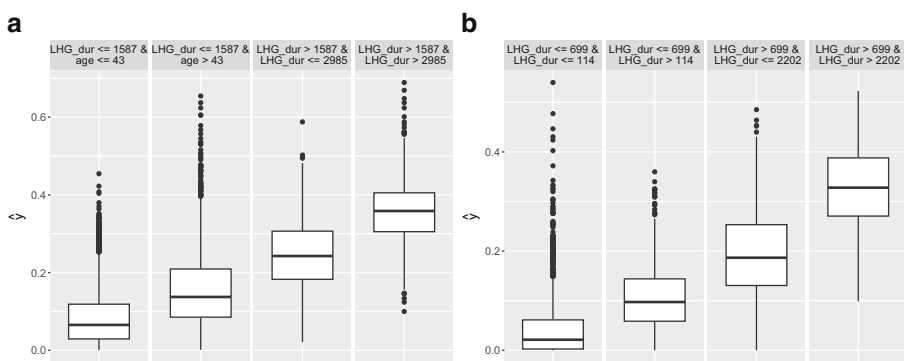 a
LHG_dur <= 1587 &
age <= 43
LHG_dur <= 1587 &
age > 43
LHG_dur > 1587 &
LHG_dur <= 2985
LHG_dur > 1587 &
LHG_dur > 2985
0.6
0.4
0.2
0.0
ŷ
b
LHG_dur <= 699 &
LHG_dur <= 114
LHG_dur <= 699 &
LHG_dur > 114
LHG_dur > 699 &
LHG_dur <= 2202
LHG_dur > 699 &
LHG_dur > 2202
0.4
0.2
0.0
ŷ